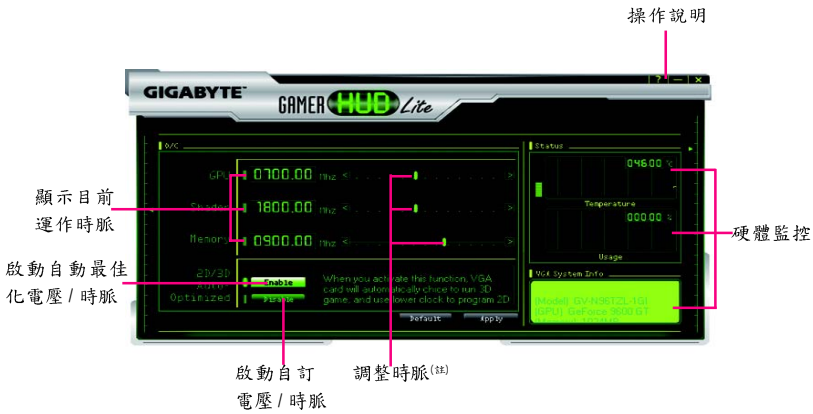 操作說明
? — ×
GIGABYTE™
GAMER HUD Lite
O/C
GPU 0700.00 Mhz < >
Shader 1800.00 Mhz < >
Memory 0900.00 Mhz < >
2D/3D
Auto-
Optimized
Enable
Disable
When you activate this function, VGA
card will automatically choice to run 3D
game, and use lower clock to program 2D
Default
Apply
Status
04600 °C
Temperature
00000 %
Usage
VGA System Info
(Model) GV-N96TZL-1GI
(GPU) GeForce 9600 GT
顯示目前
運作時脈
啟動自動最佳
化電壓 / 時脈
啟動自訂
電壓 / 時脈
調整時脈(註)
硬體監控